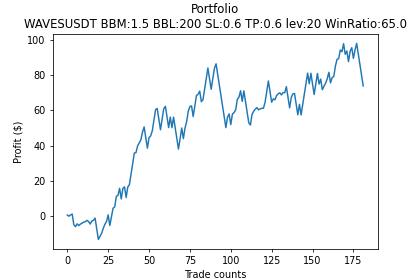 Portfolio
WAVESUSDT BBM:1.5 BBL:200 SL:0.6 TP:0.6 lev:20 WinRatio:65.0
100
80
60
40
20
0
Profit ($)
0 25 50 75 100 125 150 175
Trade counts